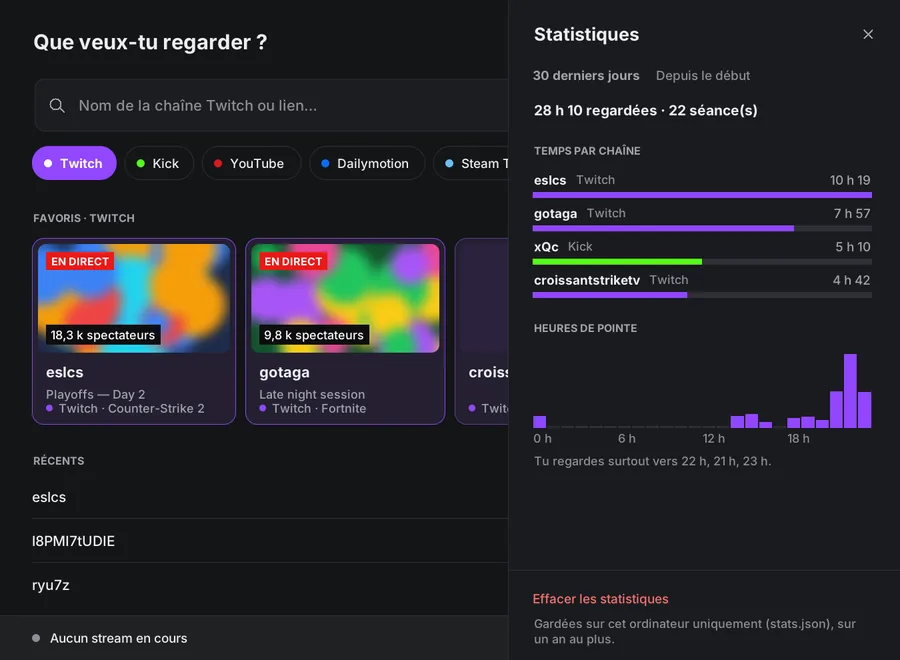 Que veux-tu regarder ?
Nom de la chaîne Twitch ou lien...
Twitch
Kick
YouTube
Dailymotion
Steam T
FAVORIS · TWITCH
EN DIRECT
18,3 k spectateurs
eslcs
Playoffs — Day 2
Twitch · Counter-Strike 2
EN DIRECT
9,8 k spectateurs
gotaga
Late night session
Twitch · Fortnite
crois
Twit
RÉCENTS
eslcs
I8PMI7tUDIE
ryu7z
Aucun stream en cours
Statistiques
30 derniers jours Depuis le début
28 h 10 regardées · 22 séance(s)
TEMPS PAR CHAÎNE
eslcs Twitch 10 h 19
gotaga Twitch 7 h 57
xQc Kick 5 h 10
croissantstriketv Twitch 4 h 42
HEURES DE POINTE
0 h 6 h 12 h 18 h
Tu regardes surtout vers 22 h, 21 h, 23 h.
Effacer les statistiques
Gardées sur cet ordinateur uniquement (stats.json), sur
un an au plus.